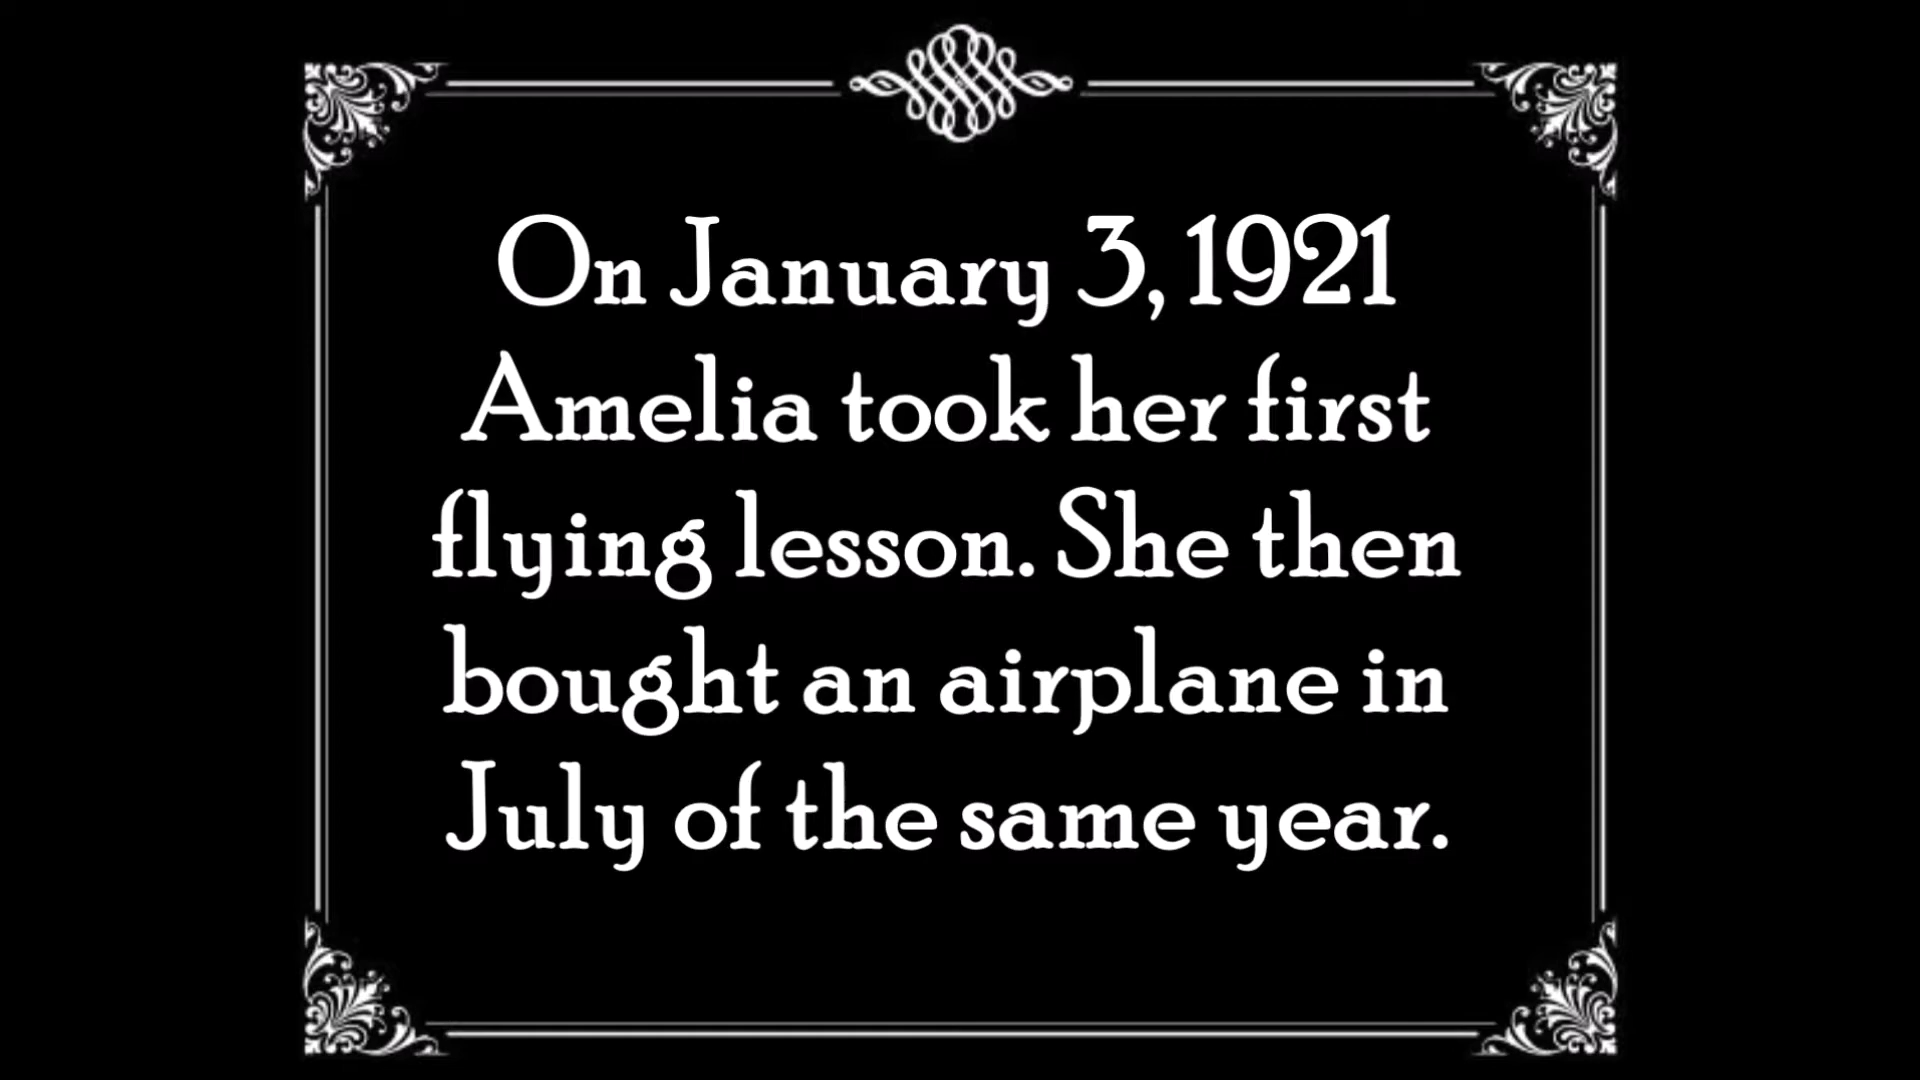 On January 3, 1921
Amelia took her first
flying lesson. She then
bought an airplane in
July of the same year.